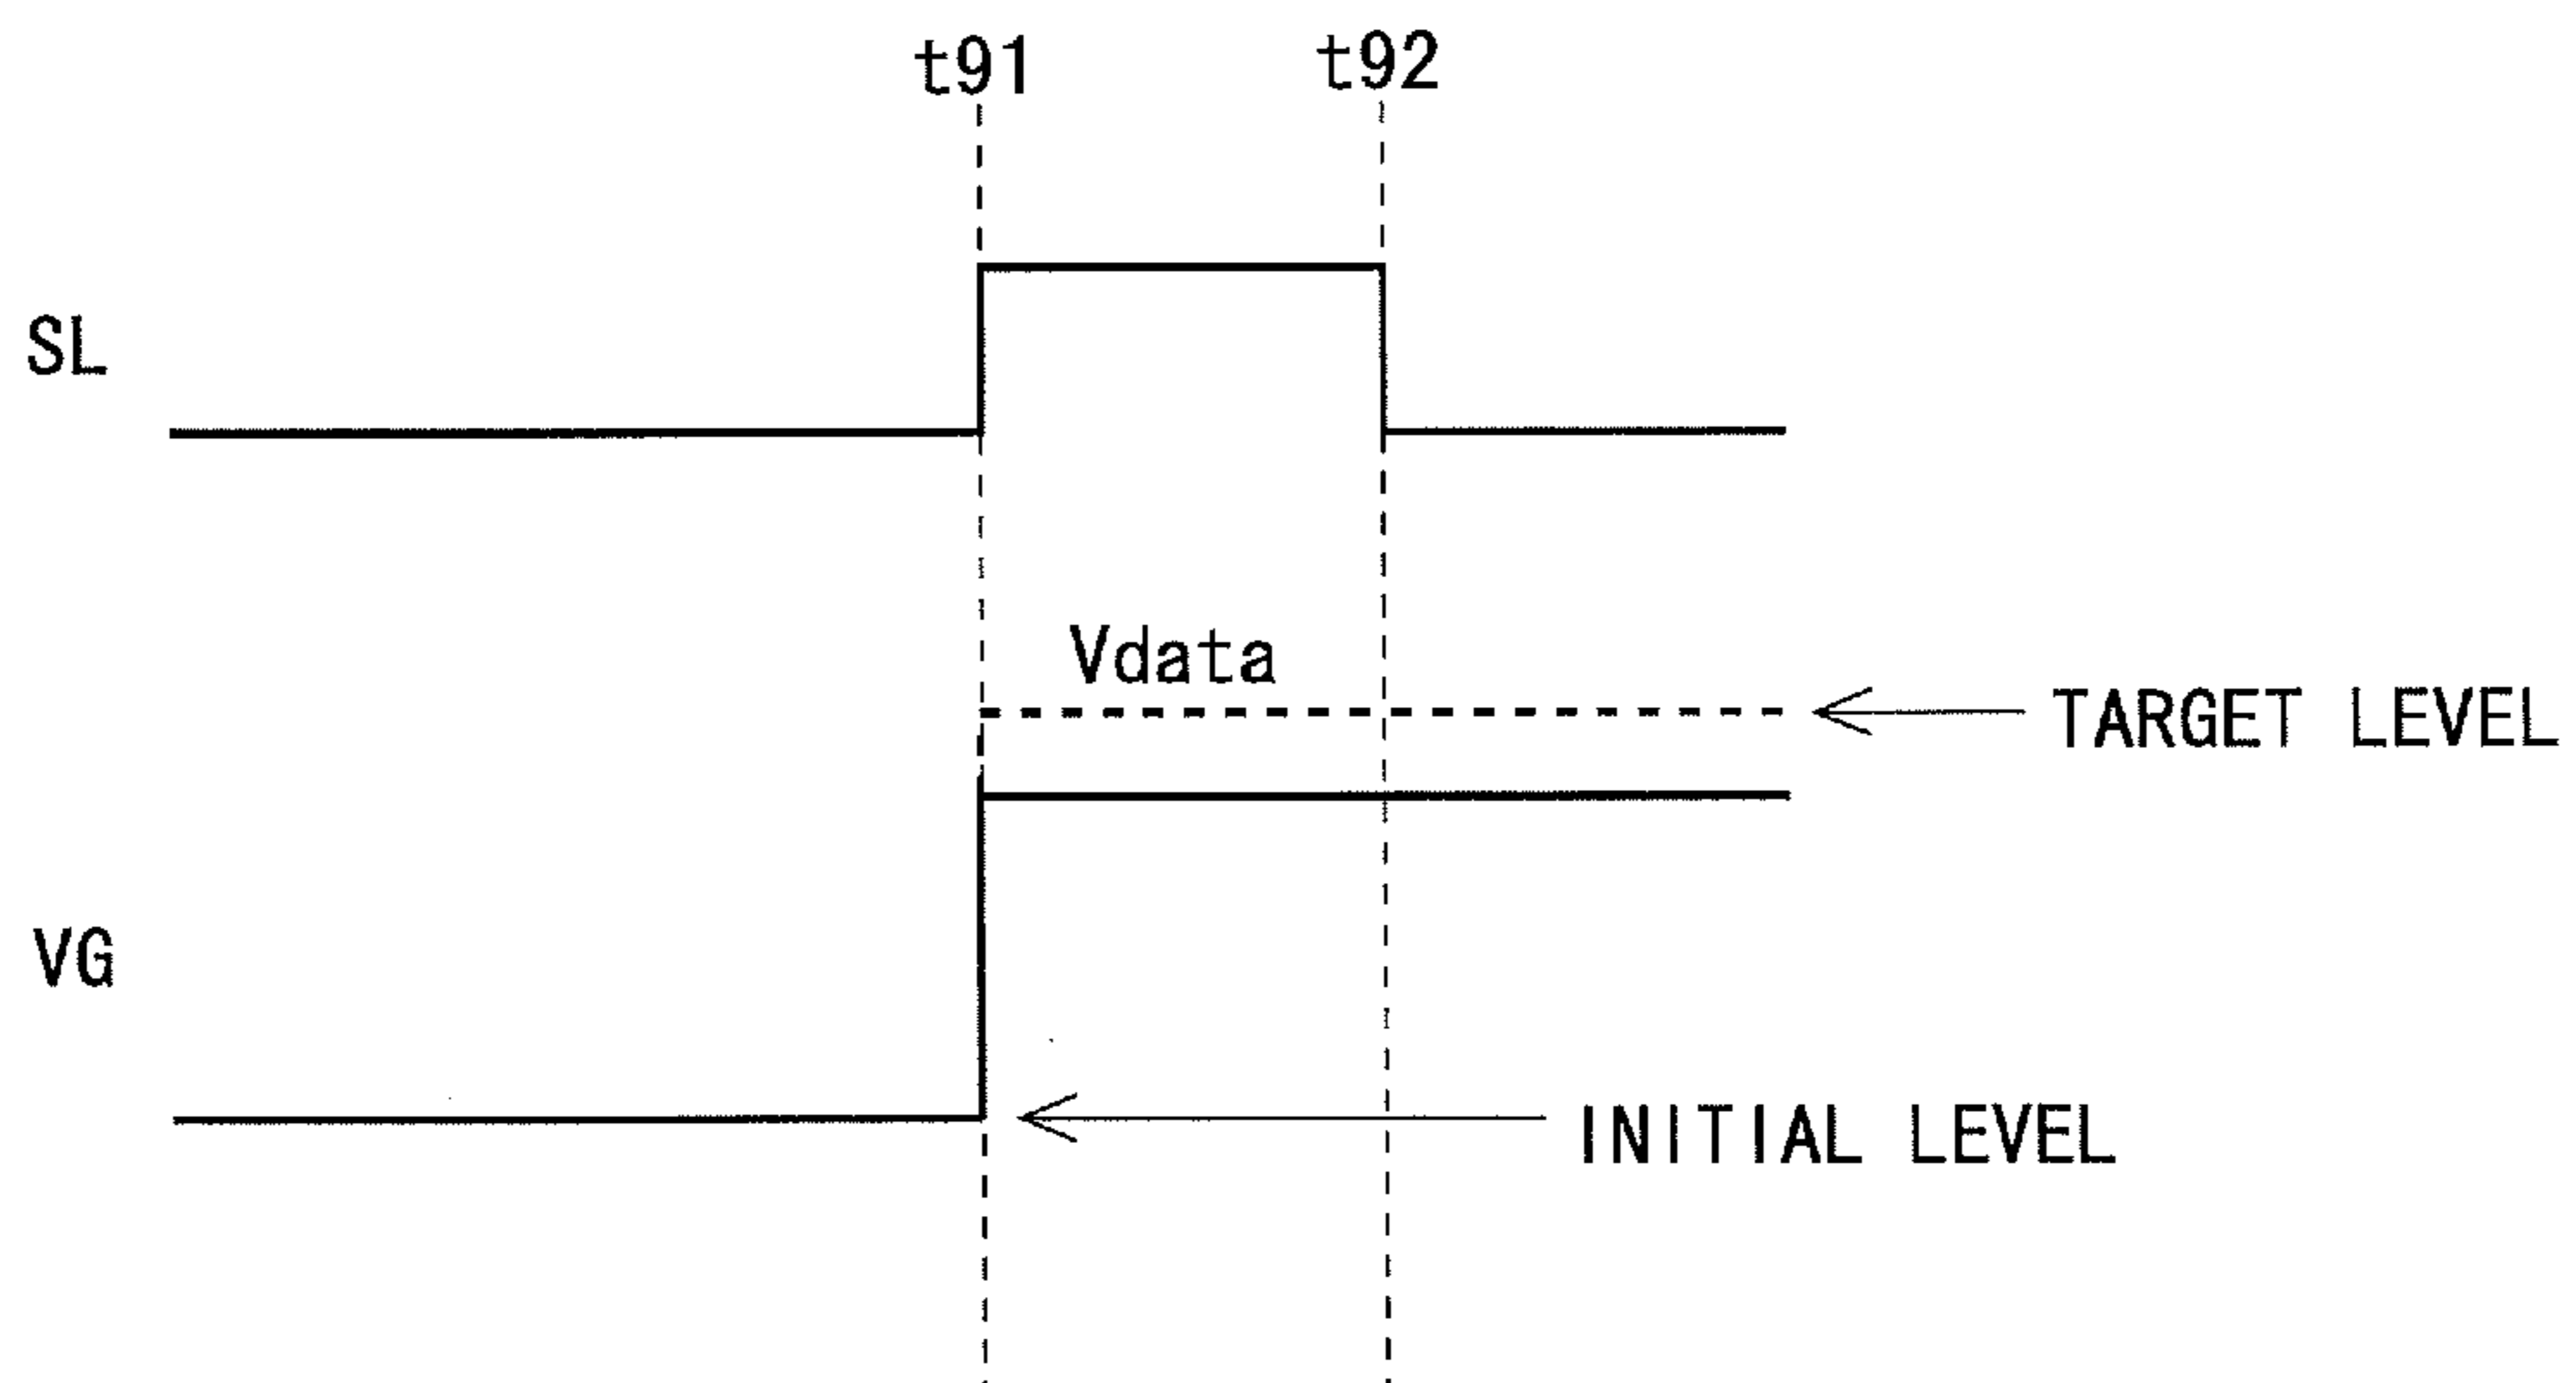 t91
t92
SL
Vdata
TARGET LEVEL
VG
INITIAL LEVEL